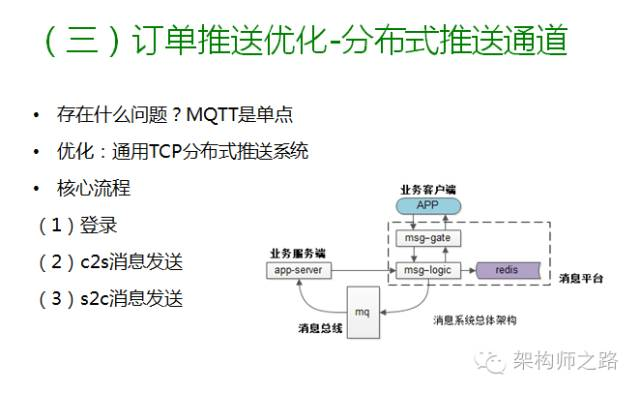 （三）订单推送优化-分布式推送通道
• 存在什么问题？MQTT是单点
• 优化：通用TCP分布式推送系统
• 核心流程
（1）登录
（2）c2s消息发送
（3）s2c消息发送
业务客户端
APP
msg-gate
业务服务端
app-server
msg-logic
redis
消息平台
mq
消息总线
消息系统总体架构
架构师之路